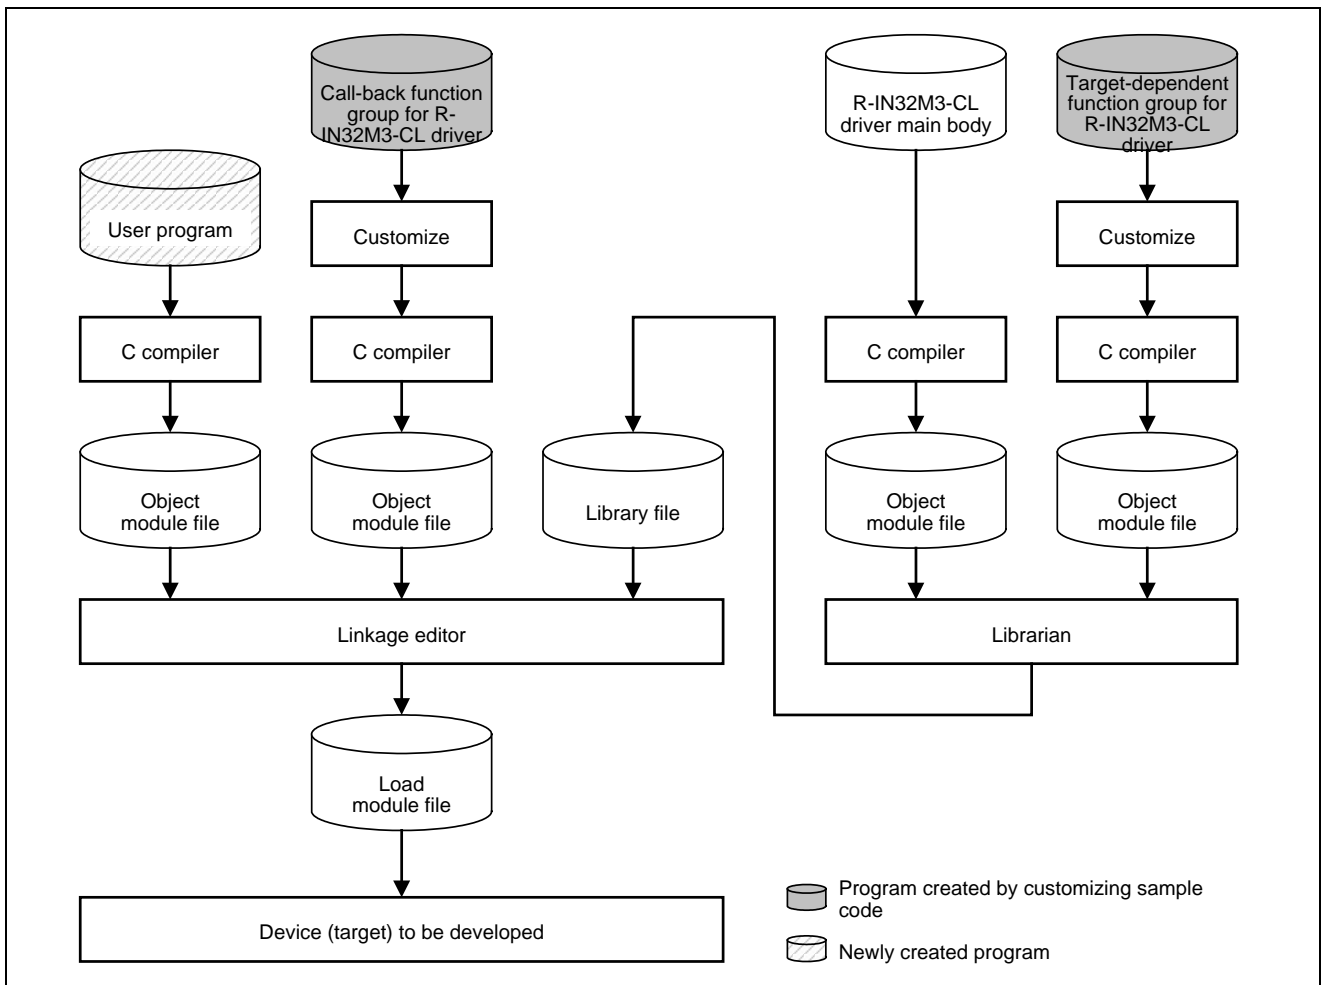 Call-back function
group for R-
IN32M3-CL driver
R-IN32M3-CL
driver main body
Target-dependent
function group for
R-IN32M3-CL
driver
User program
Customize
Customize
C compiler
C compiler
C compiler
C compiler
Object
module file
Object
module file
Library file
Object
module file
Object
module file
Linkage editor
Librarian
Load
module file
Device (target) to be developed
Program created by customizing sample
code
Newly created program